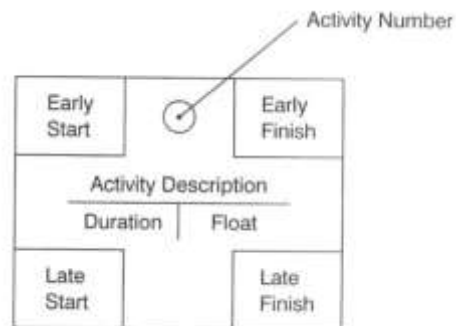 Activity Number
Early
Start
Early
Finish
Activity Description
Duration
Float
Late
Start
Late
Finish